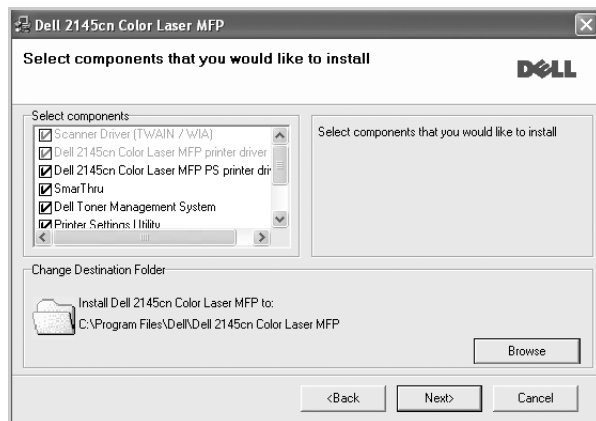 Dell 2145cn Color Laser MFP
Select components that you would like to install
DELL
Select components
Scanner Driver (TWAIN / WIA)
Dell 2145cn Color Laser MFP printer driver
Dell 2145cn Color Laser MFP PS printer dri
SmarThru
Dell Toner Management System
Printer Settings Utility
Select components that you would like to install
Change Destination Folder
Install Dell 2145cn Color Laser MFP to:
C:\Program Files\Dell\Dell 2145cn Color Laser MFP
Browse
<Back
Next>
Cancel